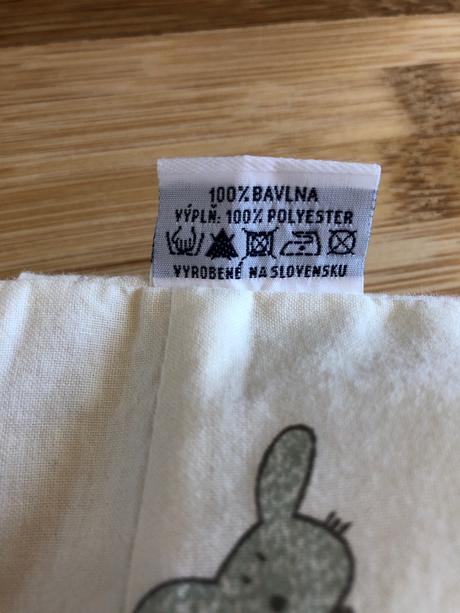 100% BAVLNA
VÝPLŇ: 100% POLYESTER
VYROBENÉ NA SLOVENSKU